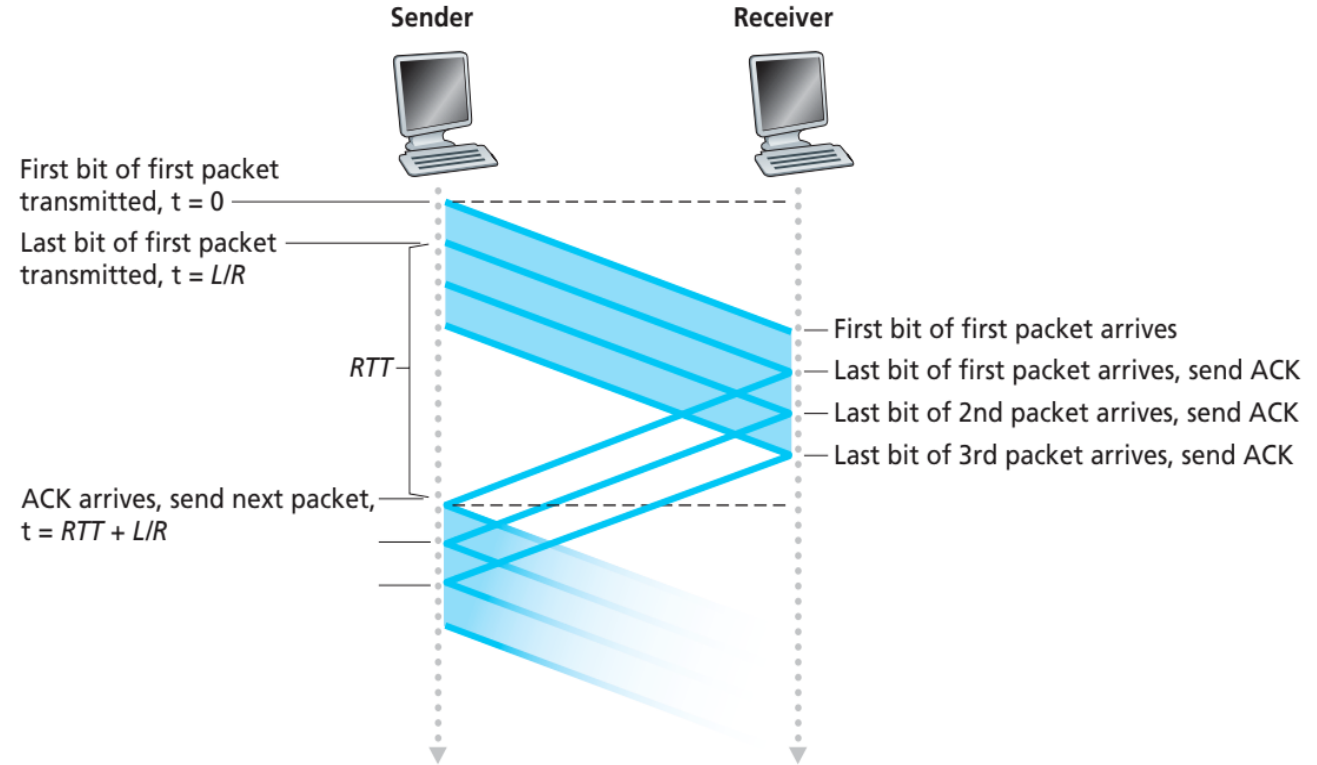 Sender
Receiver
First bit of first packet
transmitted, t = 0
Last bit of first packet
transmitted, t = L/R
First bit of first packet arrives
RTT
Last bit of first packet arrives, send ACK
Last bit of 2nd packet arrives, send ACK
Last bit of 3rd packet arrives, send ACK
ACK arrives, send next packet,
t = RTT + L/R